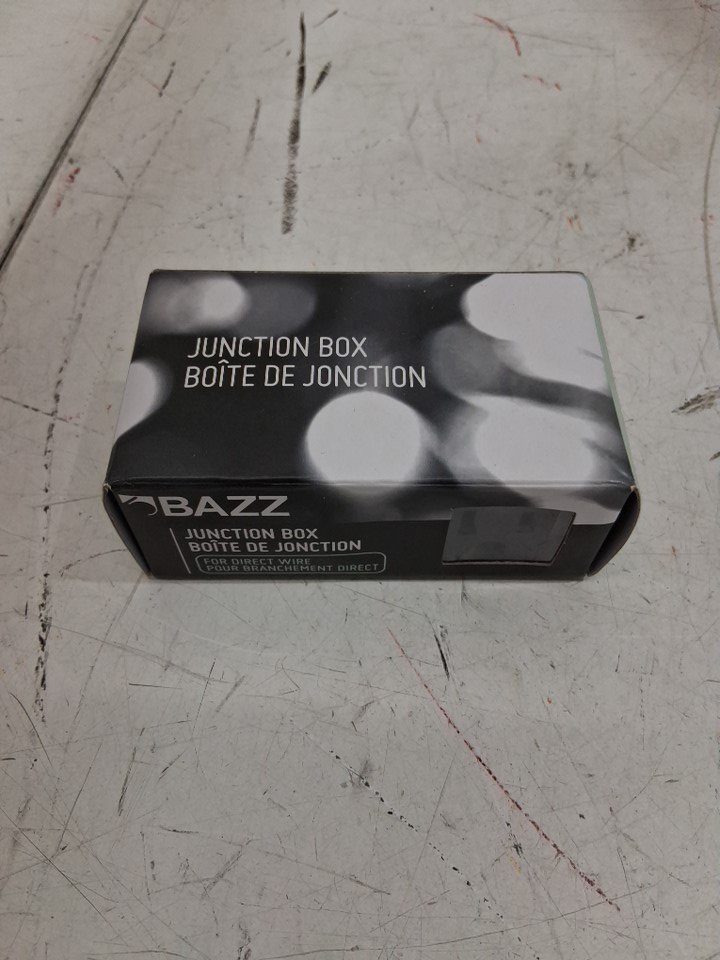 JUNCTION BOX
BOÎTE DE JONCTION
BAZZ
JUNCTION BOX
BOÎTE DE JONCTION
FOR DIRECT WIRE
POUR BRANCHEMENT DIRECT